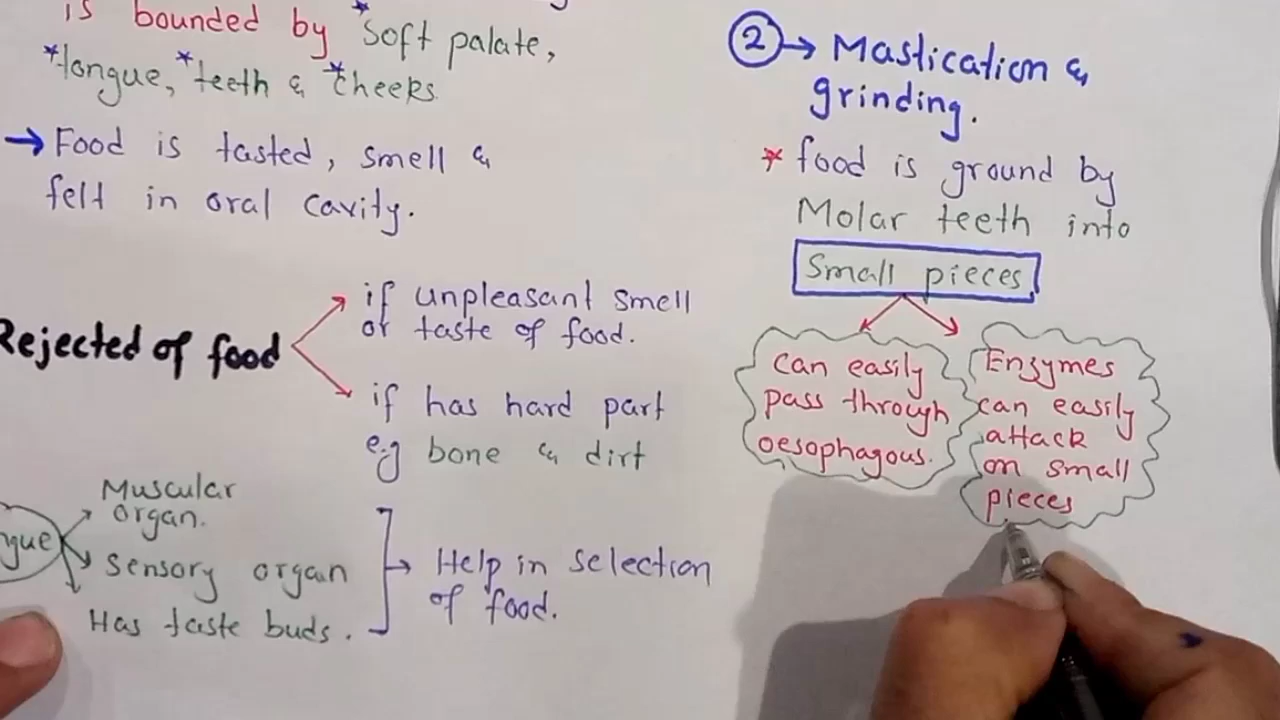 is bounded by *soft palate,
*tongue, *teeth & *cheeks.
→ Food is tasted, smell &
felt in oral cavity.
Rejected of food
if unpleasant smell
or taste of food.
if has hard part
e.g bone & dirt
Muscular
organ.
Sensory organ
Has taste buds.
Help in selection
of food.
② → Mastication &
grinding.
* food is ground by
Molar teeth into
Small pieces
Can easily
pass through
oesophagous.
Enzymes
can easily
attack
on small
pieces